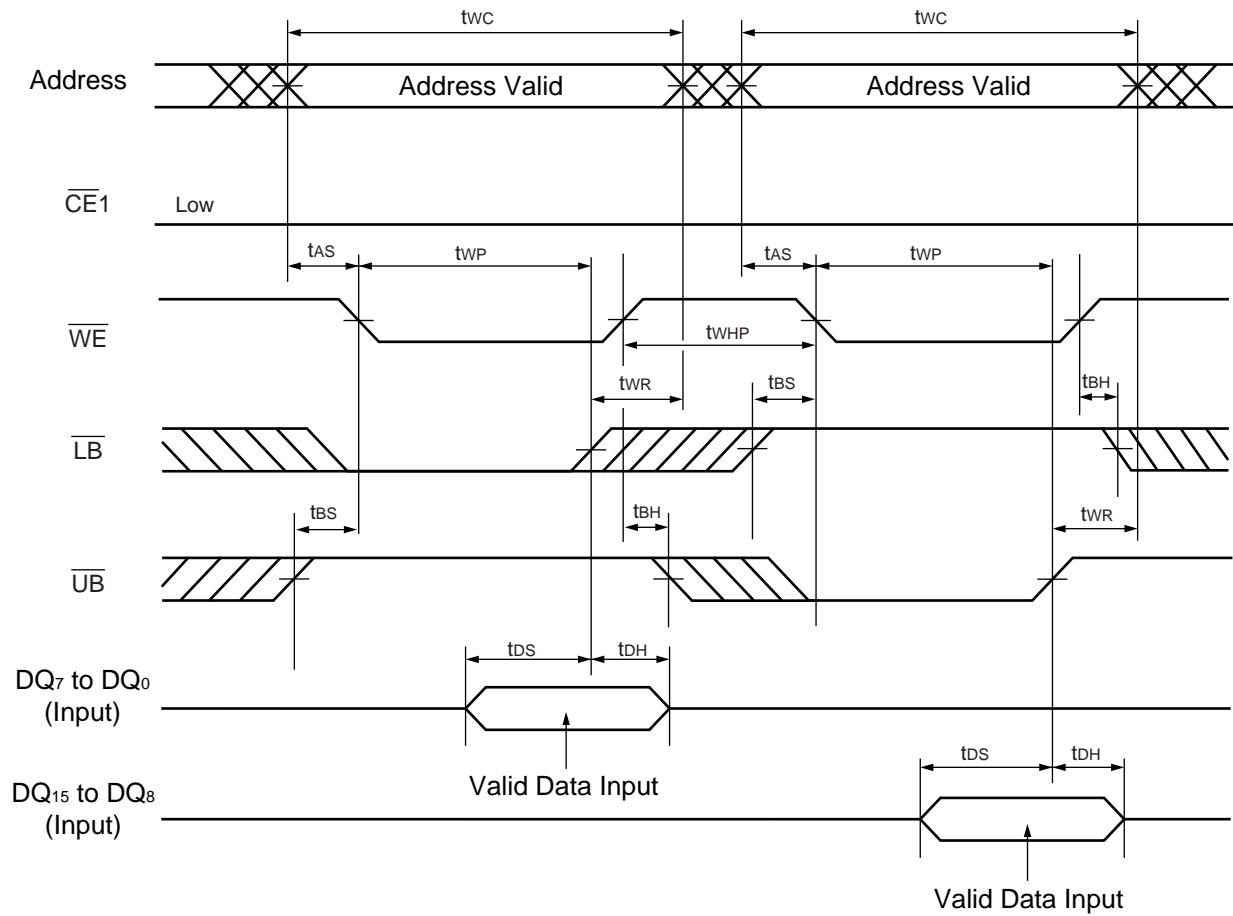 tWC tWC
Address Address Valid Address Valid
CE1 Low
tAS tWP tAS tWP
WE
tWHP
tWR tBS tBH
LB
tBS tBH tWR
UB
tDS tDH
DQ7 to DQ0
(Input)
Valid Data Input
tDS tDH
DQ15 to DQ8
(Input)
Valid Data Input